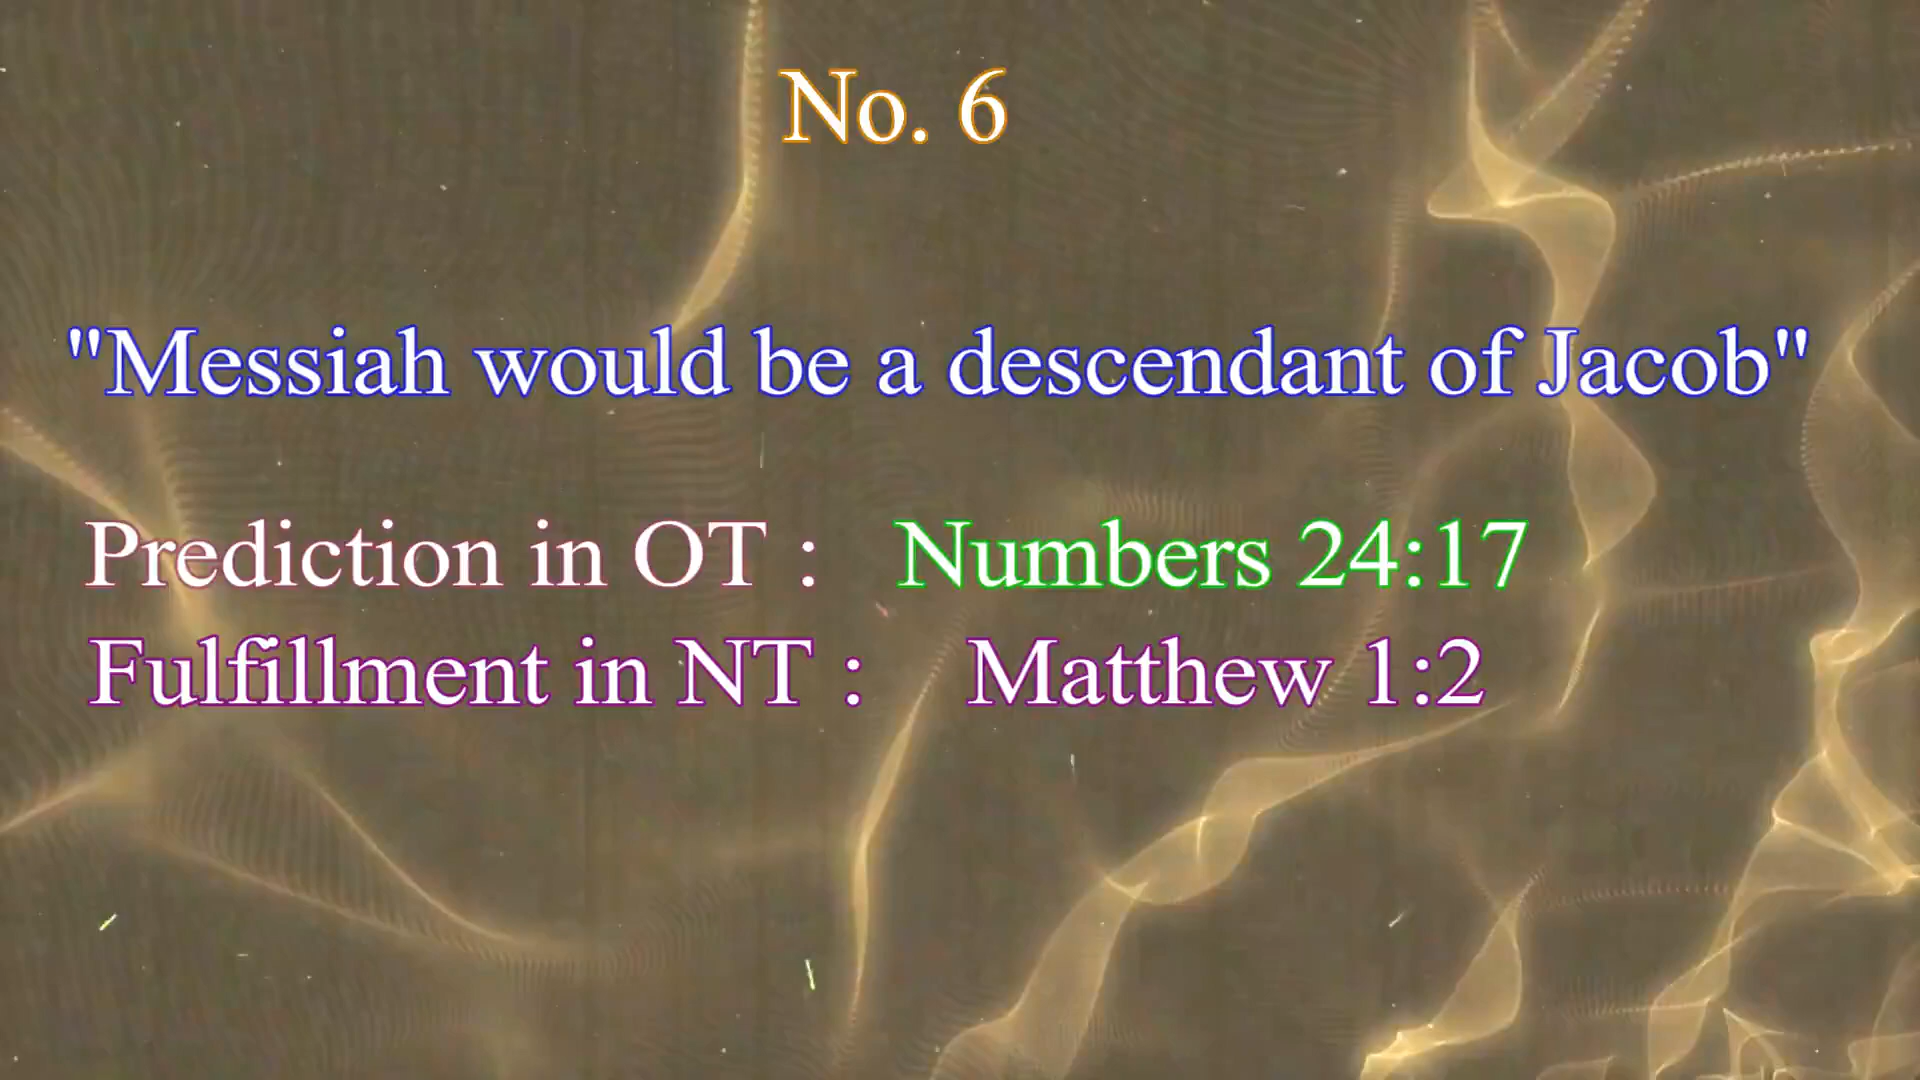 No. 6
"Messiah would be a descendant of Jacob"
Prediction in OT : Numbers 24:17
Fulfillment in NT : Matthew 1:2